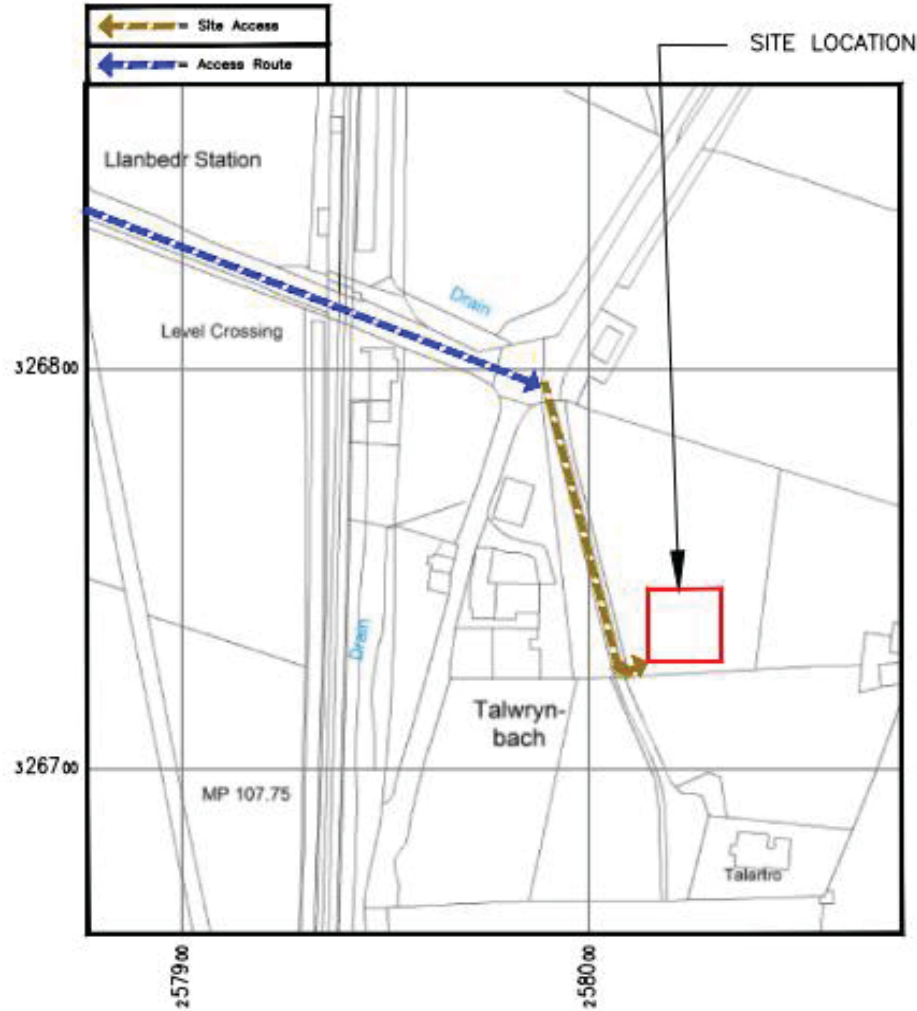 = Site Access
= Access Route
SITE LOCATION
Llanbedr Station
Drain
Level Crossing
326800
Drain
Talwryn-
bach
326700
MP 107.75
Talartro
257900
258000